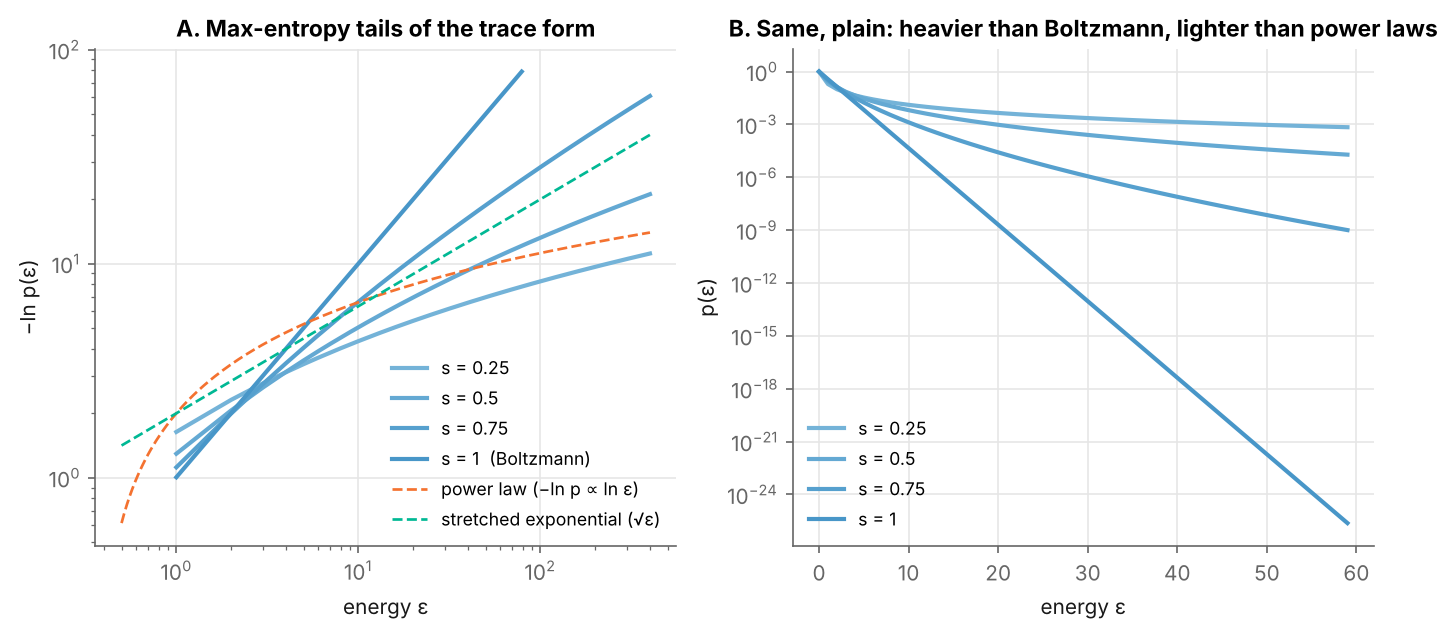 A. Max-entropy tails of the trace form
10²
10¹
10⁰
−ln p(ε)
s = 0.25
s = 0.5
s = 0.75
s = 1 (Boltzmann)
power law (−ln p ∝ ln ε)
stretched exponential (√ε)
10⁰ 10¹ 10²
energy ε
B. Same, plain: heavier than Boltzmann, lighter than power laws
10⁰
10⁻³
10⁻⁶
10⁻⁹
10⁻¹²
10⁻¹⁵
10⁻¹⁸
10⁻²¹
10⁻²⁴
p(ε)
s = 0.25
s = 0.5
s = 0.75
s = 1
0 10 20 30 40 50 60
energy ε